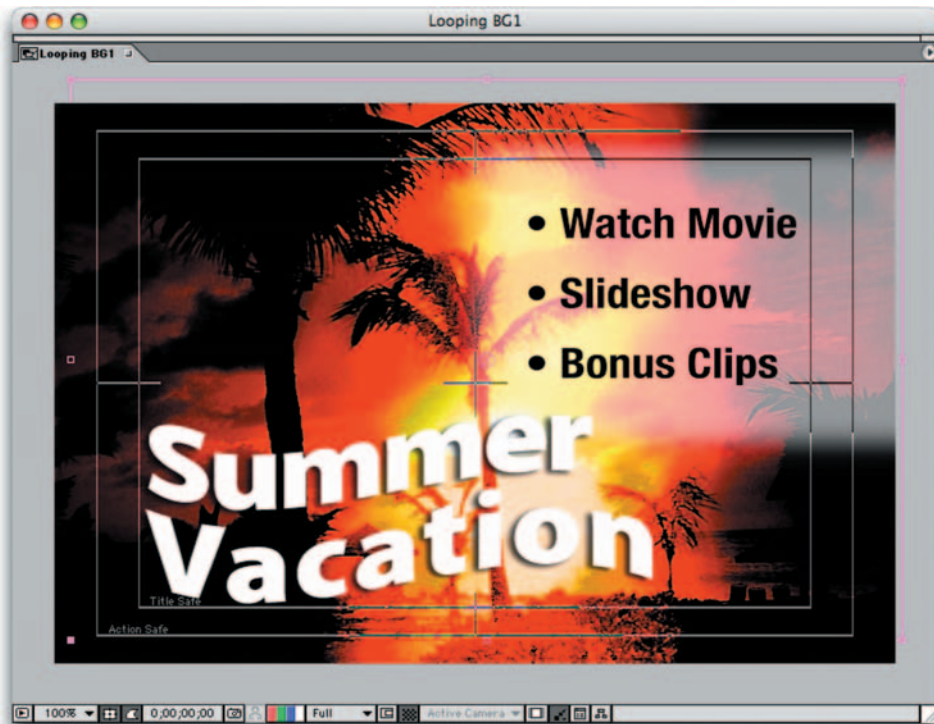 Looping BG1
Looping BG1
• Watch Movie
• Slideshow
• Bonus Clips
Summer
Vacation
Title Safe
Action Safe
100% 0;00;00;00 Full Active Camera